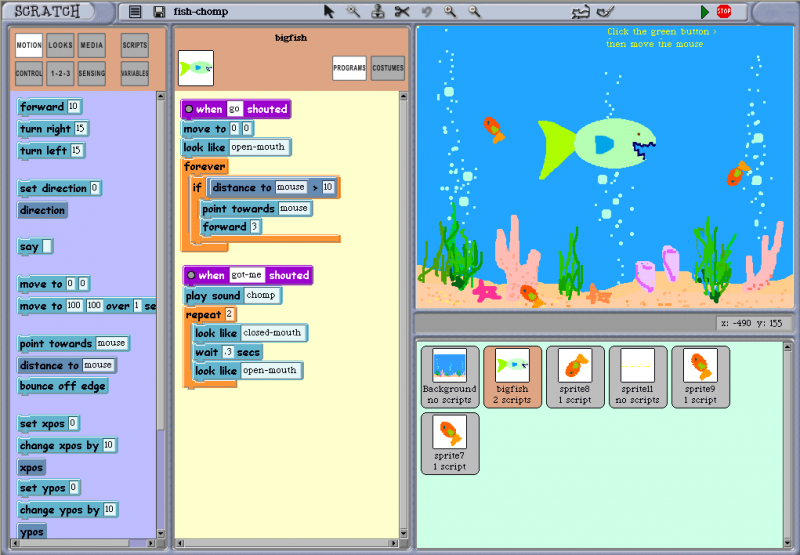 SCRATCH
fish-chomp
STOP
MOTION LOOKS MEDIA SCRIPTS
CONTROL 1-2-3 SENSING VARIABLES
forward 10
turn right 15
turn left 15
set direction 0
direction
say
move to 0 0
move to 100 100 over 1 se
point towards mouse
distance to mouse
bounce off edge
set xpos 0
change xpos by 10
xpos
set ypos 0
change ypos by 10
ypos
bigfish
PROGRAMS COSTUMES
when go shouted
move to 0 0
look like open-mouth
forever
if distance to mouse > 10
point towards mouse
forward 3
when got-me shouted
play sound chomp
repeat 2
look like closed-mouth
wait .3 secs
look like open-mouth
Click the green button >
then move the mouse
x: -490 y: 155
Background
no scripts
bigfish
2 scripts
sprite8
1 script
sprite11
no scripts
sprite9
1 script
sprite7
1 script